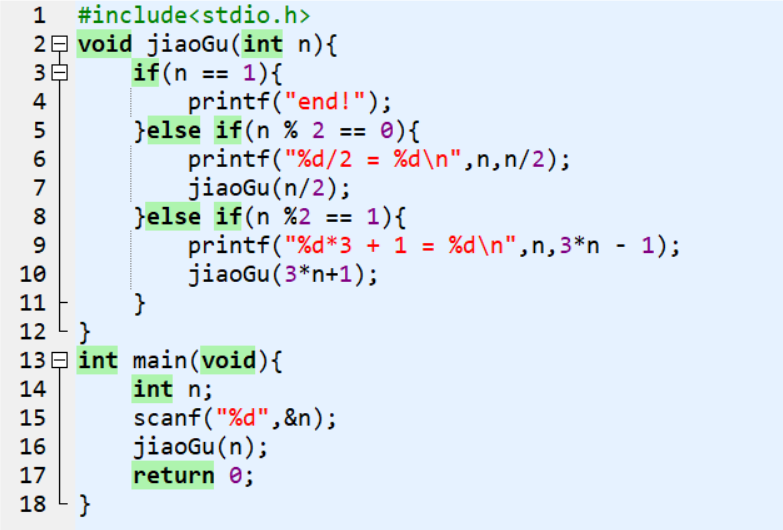 1 #include<stdio.h>
2 void jiaoGu(int n){
3     if(n == 1){
4         printf("end!");
5     }else if(n % 2 == 0){
6         printf("%d/2 = %d\n",n,n/2);
7         jiaoGu(n/2);
8     }else if(n %2 == 1){
9         printf("%d*3 + 1 = %d\n",n,3*n - 1);
10         jiaoGu(3*n+1);
11     }
12 }
13 int main(void){
14     int n;
15     scanf("%d",&n);
16     jiaoGu(n);
17     return 0;
18 }